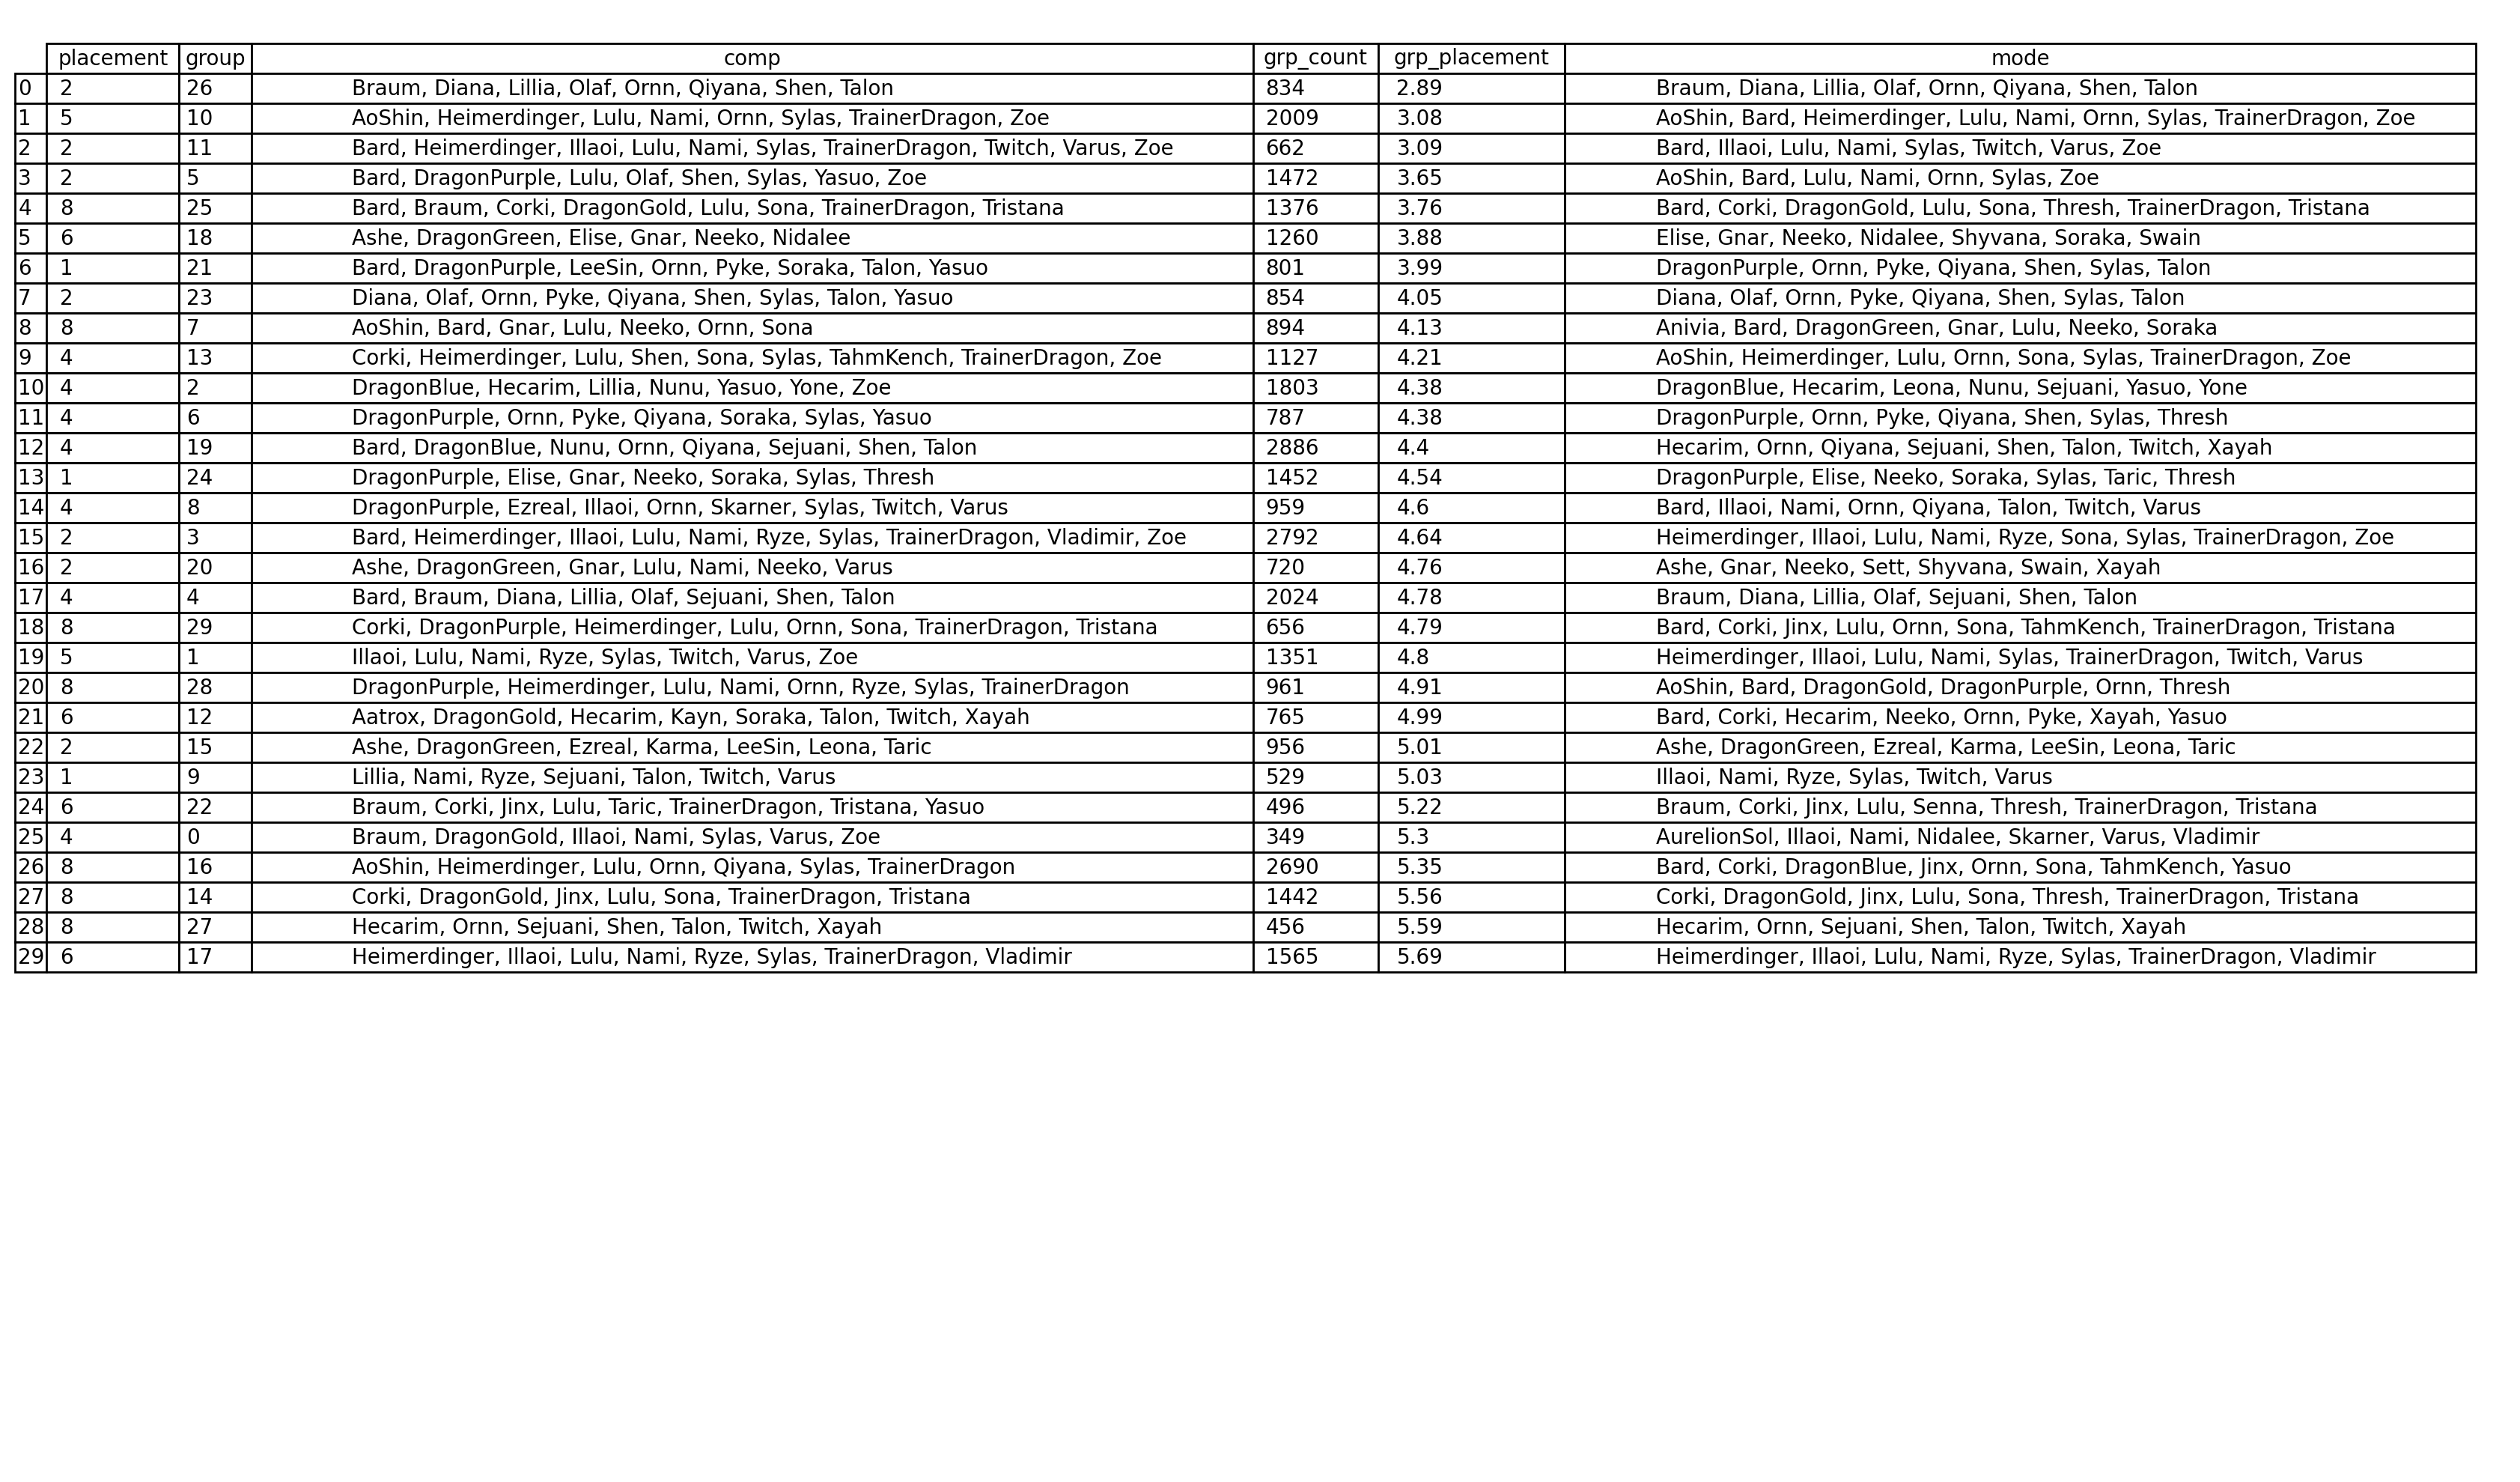 placement group comp grp_count grp_placement mode
0 2 26 Braum, Diana, Lillia, Olaf, Ornn, Qiyana, Shen, Talon 834 2.89 Braum, Diana, Lillia, Olaf, Ornn, Qiyana, Shen, Talon
1 5 10 AoShin, Heimerdinger, Lulu, Nami, Ornn, Sylas, TrainerDragon, Zoe 2009 3.08 AoShin, Bard, Heimerdinger, Lulu, Nami, Ornn, Sylas, TrainerDragon, Zoe
2 2 11 Bard, Heimerdinger, Illaoi, Lulu, Nami, Sylas, TrainerDragon, Twitch, Varus, Zoe 662 3.09 Bard, Illaoi, Lulu, Nami, Sylas, Twitch, Varus, Zoe
3 2 5 Bard, DragonPurple, Lulu, Olaf, Shen, Sylas, Yasuo, Zoe 1472 3.65 AoShin, Bard, Lulu, Nami, Ornn, Sylas, Zoe
4 8 25 Bard, Braum, Corki, DragonGold, Lulu, Sona, TrainerDragon, Tristana 1376 3.76 Bard, Corki, DragonGold, Lulu, Sona, Thresh, TrainerDragon, Tristana
5 6 18 Ashe, DragonGreen, Elise, Gnar, Neeko, Nidalee 1260 3.88 Elise, Gnar, Neeko, Nidalee, Shyvana, Soraka, Swain
6 1 21 Bard, DragonPurple, LeeSin, Ornn, Pyke, Soraka, Talon, Yasuo 801 3.99 DragonPurple, Ornn, Pyke, Qiyana, Shen, Sylas, Talon
7 2 23 Diana, Olaf, Ornn, Pyke, Qiyana, Shen, Sylas, Talon, Yasuo 854 4.05 Diana, Olaf, Ornn, Pyke, Qiyana, Shen, Sylas, Talon
8 8 7 AoShin, Bard, Gnar, Lulu, Neeko, Ornn, Sona 894 4.13 Anivia, Bard, DragonGreen, Gnar, Lulu, Neeko, Soraka
9 4 13 Corki, Heimerdinger, Lulu, Shen, Sona, Sylas, TahmKench, TrainerDragon, Zoe 1127 4.21 AoShin, Heimerdinger, Lulu, Ornn, Sona, Sylas, TrainerDragon, Zoe
10 4 2 DragonBlue, Hecarim, Lillia, Nunu, Yasuo, Yone, Zoe 1803 4.38 DragonBlue, Hecarim, Leona, Nunu, Sejuani, Yasuo, Yone
11 4 6 DragonPurple, Ornn, Pyke, Qiyana, Soraka, Sylas, Yasuo 787 4.38 DragonPurple, Ornn, Pyke, Qiyana, Shen, Sylas, Thresh
12 4 19 Bard, DragonBlue, Nunu, Ornn, Qiyana, Sejuani, Shen, Talon 2886 4.4 Hecarim, Ornn, Qiyana, Sejuani, Shen, Talon, Twitch, Xayah
13 1 24 DragonPurple, Elise, Gnar, Neeko, Soraka, Sylas, Thresh 1452 4.54 DragonPurple, Elise, Neeko, Soraka, Sylas, Taric, Thresh
14 4 8 DragonPurple, Ezreal, Illaoi, Ornn, Skarner, Sylas, Twitch, Varus 959 4.6 Bard, Illaoi, Nami, Ornn, Qiyana, Talon, Twitch, Varus
15 2 3 Bard, Heimerdinger, Illaoi, Lulu, Nami, Ryze, Sylas, TrainerDragon, Vladimir, Zoe 2792 4.64 Heimerdinger, Illaoi, Lulu, Nami, Ryze, Sona, Sylas, TrainerDragon, Zoe
16 2 20 Ashe, DragonGreen, Gnar, Lulu, Nami, Neeko, Varus 720 4.76 Ashe, Gnar, Neeko, Sett, Shyvana, Swain, Xayah
17 4 4 Bard, Braum, Diana, Lillia, Olaf, Sejuani, Shen, Talon 2024 4.78 Braum, Diana, Lillia, Olaf, Sejuani, Shen, Talon
18 8 29 Corki, DragonPurple, Heimerdinger, Lulu, Ornn, Sona, TrainerDragon, Tristana 656 4.79 Bard, Corki, Jinx, Lulu, Ornn, Sona, TahmKench, TrainerDragon, Tristana
19 5 1 Illaoi, Lulu, Nami, Ryze, Sylas, Twitch, Varus, Zoe 1351 4.8 Heimerdinger, Illaoi, Lulu, Nami, Sylas, TrainerDragon, Twitch, Varus
20 8 28 DragonPurple, Heimerdinger, Lulu, Nami, Ornn, Ryze, Sylas, TrainerDragon 961 4.91 AoShin, Bard, DragonGold, DragonPurple, Ornn, Thresh
21 6 12 Aatrox, DragonGold, Hecarim, Kayn, Soraka, Talon, Twitch, Xayah 765 4.99 Bard, Corki, Hecarim, Neeko, Ornn, Pyke, Xayah, Yasuo
22 2 15 Ashe, DragonGreen, Ezreal, Karma, LeeSin, Leona, Taric 956 5.01 Ashe, DragonGreen, Ezreal, Karma, LeeSin, Leona, Taric
23 1 9 Lillia, Nami, Ryze, Sejuani, Talon, Twitch, Varus 529 5.03 Illaoi, Nami, Ryze, Sylas, Twitch, Varus
24 6 22 Braum, Corki, Jinx, Lulu, Taric, TrainerDragon, Tristana, Yasuo 496 5.22 Braum, Corki, Jinx, Lulu, Senna, Thresh, TrainerDragon, Tristana
25 4 0 Braum, DragonGold, Illaoi, Nami, Sylas, Varus, Zoe 349 5.3 AurelionSol, Illaoi, Nami, Nidalee, Skarner, Varus, Vladimir
26 8 16 AoShin, Heimerdinger, Lulu, Ornn, Qiyana, Sylas, TrainerDragon 2690 5.35 Bard, Corki, DragonBlue, Jinx, Ornn, Sona, TahmKench, Yasuo
27 8 14 Corki, DragonGold, Jinx, Lulu, Sona, TrainerDragon, Tristana 1442 5.56 Corki, DragonGold, Jinx, Lulu, Sona, Thresh, TrainerDragon, Tristana
28 8 27 Hecarim, Ornn, Sejuani, Shen, Talon, Twitch, Xayah 456 5.59 Hecarim, Ornn, Sejuani, Shen, Talon, Twitch, Xayah
29 6 17 Heimerdinger, Illaoi, Lulu, Nami, Ryze, Sylas, TrainerDragon, Vladimir 1565 5.69 Heimerdinger, Illaoi, Lulu, Nami, Ryze, Sylas, TrainerDragon, Vladimir